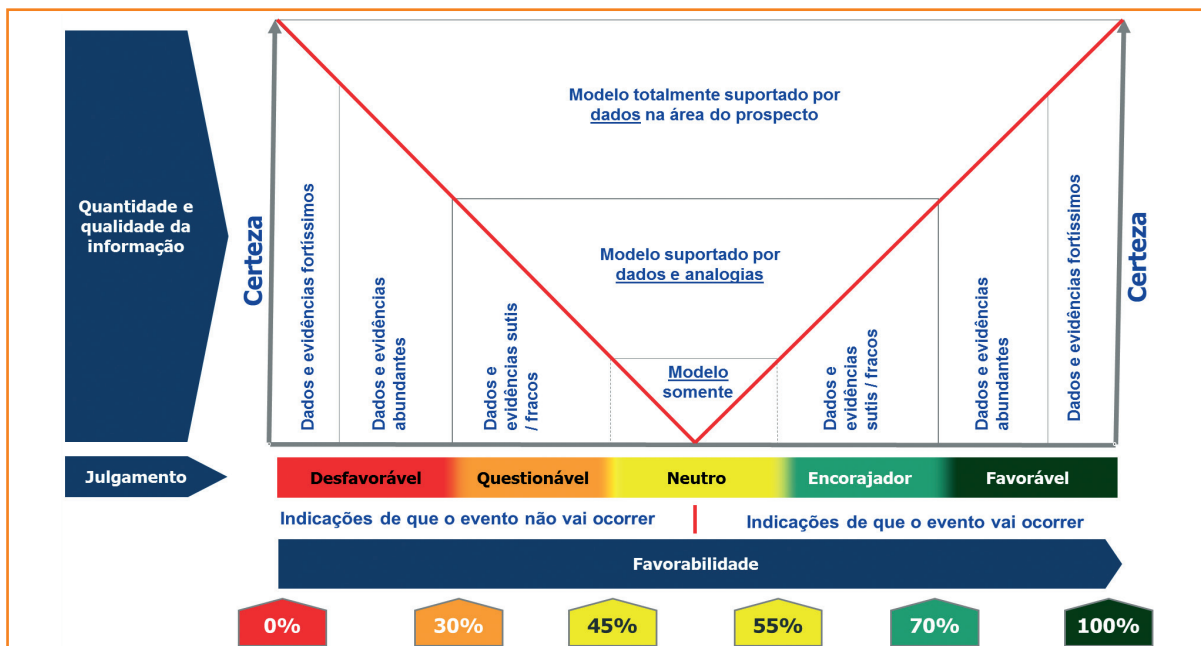 Quantidade e
qualidade da
informação
Certeza
Dados e evidências fortíssimos
Dados e evidências
abundantes
Dados e
evidências sutis
/ fracos
Modelo totalmente suportado por
dados na área do prospecto
Modelo suportado por
dados e analogias
Modelo
somente
Dados e
evidências
sutis / fracos
Dados e evidências
abundantes
Dados e evidências fortíssimos
Certeza
Julgamento
Desfavorável
Questionável
Neutro
Encorajador
Favorável
Indicações de que o evento não vai ocorrer
Indicações de que o evento vai ocorrer
Favorabilidade
0%
30%
45%
55%
70%
100%